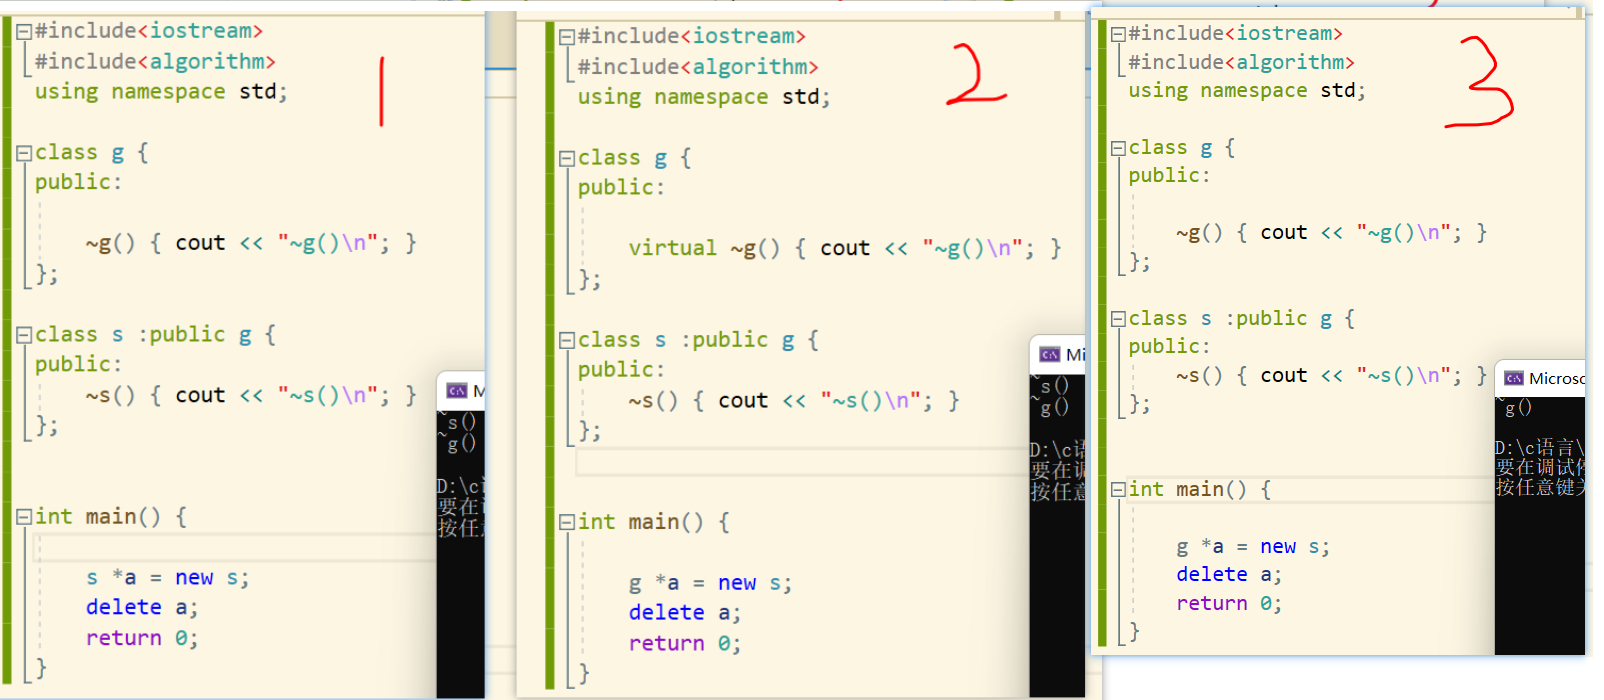 1
#include<iostream>
#include<algorithm>
using namespace std;
class g {
public:
~g() { cout << "~g()\n"; }
};
class s :public g {
public:
~s() { cout << "~s()\n"; }
};
int main() {
s *a = new s;
delete a;
return 0;
}
M
~s()
~g()
D:\c
要在
按任
2
#include<iostream>
#include<algorithm>
using namespace std;
class g {
public:
virtual ~g() { cout << "~g()\n"; }
};
class s :public g {
public:
~s() { cout << "~s()\n"; }
};
int main() {
g *a = new s;
delete a;
return 0;
}
Mi
~s()
~g()
D:\c语
要在调
按任意
3
#include<iostream>
#include<algorithm>
using namespace std;
class g {
public:
~g() { cout << "~g()\n"; }
};
class s :public g {
public:
~s() { cout << "~s()\n"; }
};
int main() {
g *a = new s;
delete a;
return 0;
}
Microso
~g()
D:\c语言\
要在调试停
按任意键关